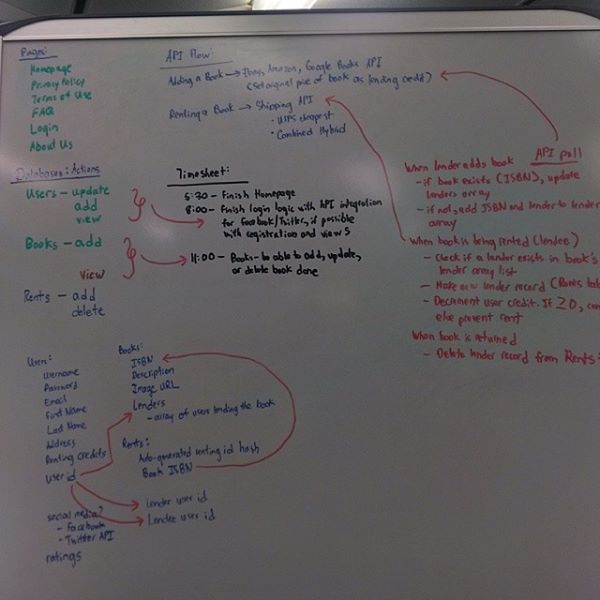 Pages:
Homepage
Privacy Policy
Terms of Use
FAQ
Login
About Us
API Flow:
Adding a Book → Ebay, Amazon, Google Books API
(Set original price of book as lending credit)
Renting a Book → Shipping API
• USPS cheapest
• Combined Hybrid
Databases: Actions
Users - update
add
view
Books - add
view
Rents - add
delete
Timesheet:
5:30 - Finish Homepage
8:00 - Finish login logic with API integration
for Facebook/Twitter, if possible
with registration and views
11:00 - Books - be able to add, update,
or delete book done
API pull
When lender adds book
- if book exists (ISBN), update
lenders array
- if not, add ISBN and lender to lender
array
When book is being rented (lendee)
- Check if a lender exists in book's
lender array list
- Make new lender record (Rents
- Decrement user credit. If ≥0,
else prevent rent
When book is returned
- Delete lender record from Rents
Users:
Username
Password
Email
First Name
Last Name
Address
Renting credits
user id
social media?
- Facebook
- Twitter API
ratings
Books:
ISBN
Description
Image URL
Lenders
- array of users lending the book
Rents:
Auto-generated renting id hash
Book ISBN
Lender user id
Lendee user id